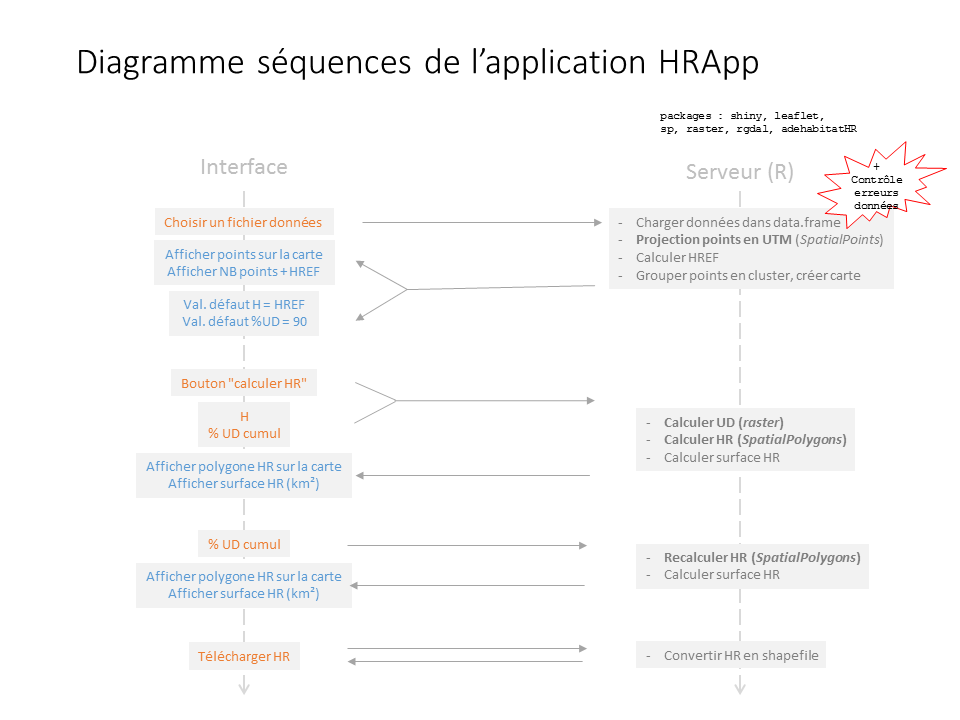 Diagramme séquences de l’application HRApp
packages : shiny, leaflet,
sp, raster, rgdal, adehabitatHR
Interface
Serveur (R)
+
Contrôle
erreurs
données
Choisir un fichier données
- Charger données dans data.frame
- Projection points en UTM (SpatialPoints)
- Calculer HREF
- Grouper points en cluster, créer carte
Afficher points sur la carte
Afficher NB points + HREF
Val. défaut H = HREF
Val. défaut %UD = 90
Bouton "calculer HR"
H
% UD cumul
- Calculer UD (raster)
- Calculer HR (SpatialPolygons)
- Calculer surface HR
Afficher polygone HR sur la carte
Afficher surface HR (km²)
% UD cumul
- Recalculer HR (SpatialPolygons)
- Calculer surface HR
Afficher polygone HR sur la carte
Afficher surface HR (km²)
Télécharger HR
- Convertir HR en shapefile